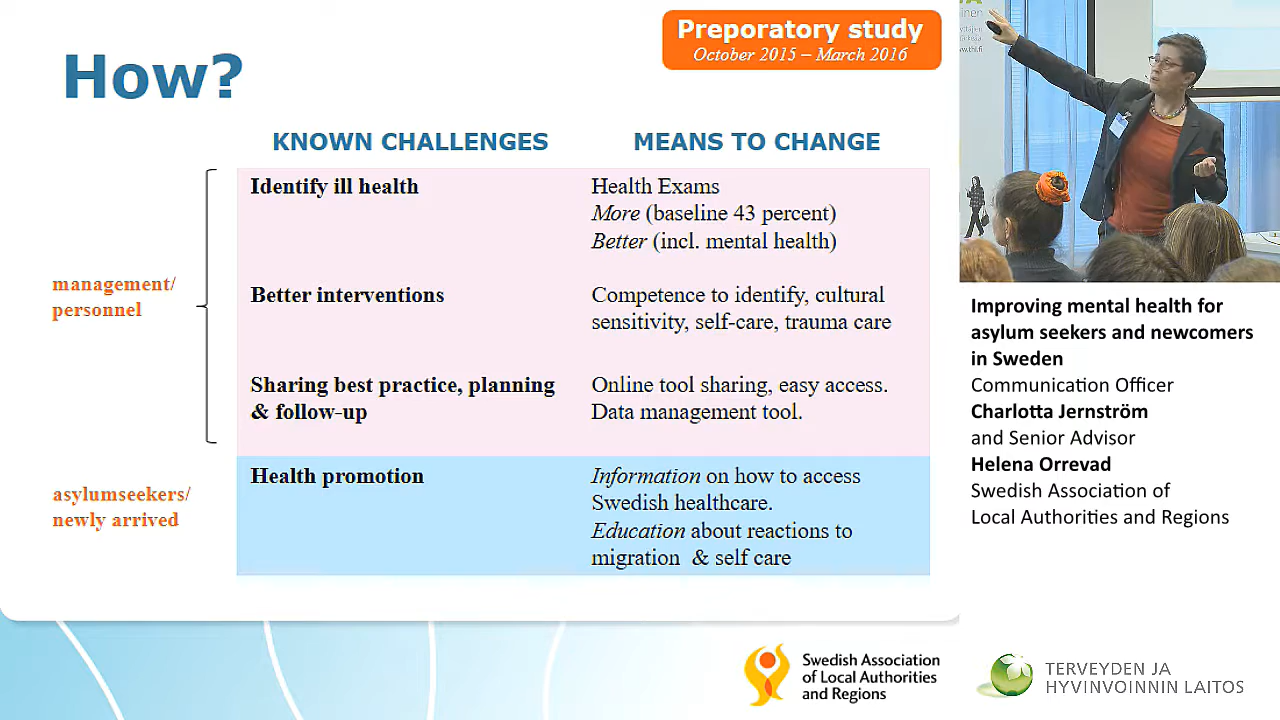 Preporatory study
October 2015 – March 2016
How?
KNOWN CHALLENGES
MEANS TO CHANGE
management/
personnel
Identify ill health
Health Exams
More (baseline 43 percent)
Better (incl. mental health)
Better interventions
Competence to identify, cultural
sensitivity, self-care, trauma care
Sharing best practice, planning
& follow-up
Online tool sharing, easy access.
Data management tool.
asylumseekers/
newly arrived
Health promotion
Information on how to access
Swedish healthcare.
Education about reactions to
migration & self care
Improving mental health for
asylum seekers and newcomers
in Sweden
Communication Officer
Charlotta Jernström
and Senior Advisor
Helena Orrevad
Swedish Association of
Local Authorities and Regions
Swedish Association
of Local Authorities
and Regions
TERVEYDEN JA
HYVINVOINNIN LAITOS